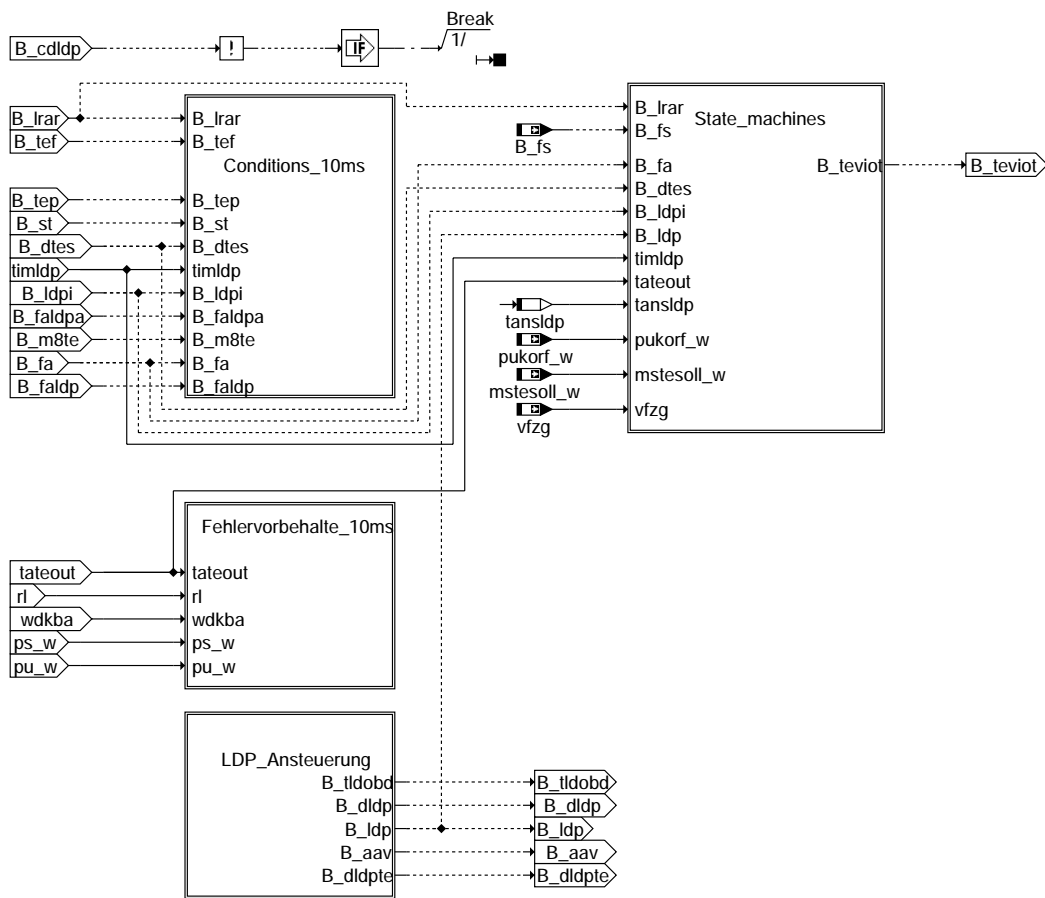 Break
1/
B_cdldp
!
IF
B_lrar
B_tef
B_tep
B_st
B_dtes
timldp
B_ldpi
B_faldpa
B_m8te
B_fa
B_faldp
B_lrar
B_tef
Conditions_10ms
B_tep
B_st
B_dtes
timldp
B_ldpi
B_faldpa
B_m8te
B_fa
B_faldp
B_fs
tansldp
pukorf_w
mstesoll_w
vfzg
B_lrar
State_machines
B_fs
B_fa
B_teviot
B_dtes
B_ldpi
B_ldp
timldp
tateout
tansldp
pukorf_w
mstesoll_w
vfzg
B_teviot
tateout
rl
wdkba
ps_w
pu_w
Fehlervorbehalte_10ms
tateout
rl
wdkba
ps_w
pu_w
LDP_Ansteuerung
B_tldobd
B_dldp
B_ldp
B_aav
B_dldpte
B_tldobd
B_dldp
B_ldp
B_aav
B_dldpte